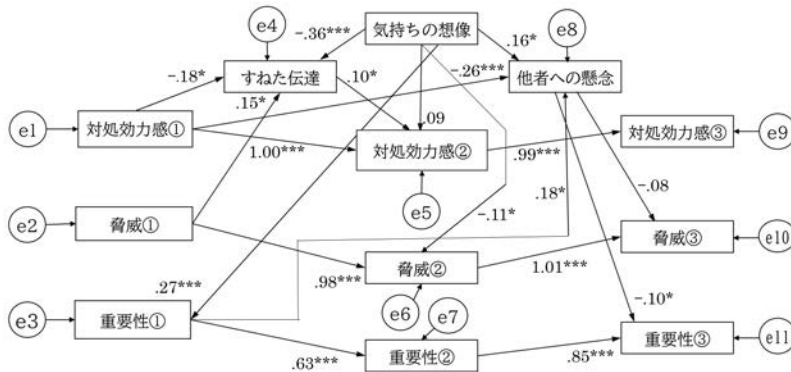 e4
-.36***
気持ちの想像
.16*
e8
すねた伝達
他者への懸念
-.18*
.10*
-.26***
.15*
e1
対処効力感①
.09
対処効力感②
対処効力感③
e9
1.00***
.99***
e5
e2
脅威①
-.11*
.18*
-.08
脅威②
脅威③
e10
.98***
1.01***
e6
.27***
e3
重要性①
e7
-.10*
重要性②
重要性③
e11
.63***
.85***